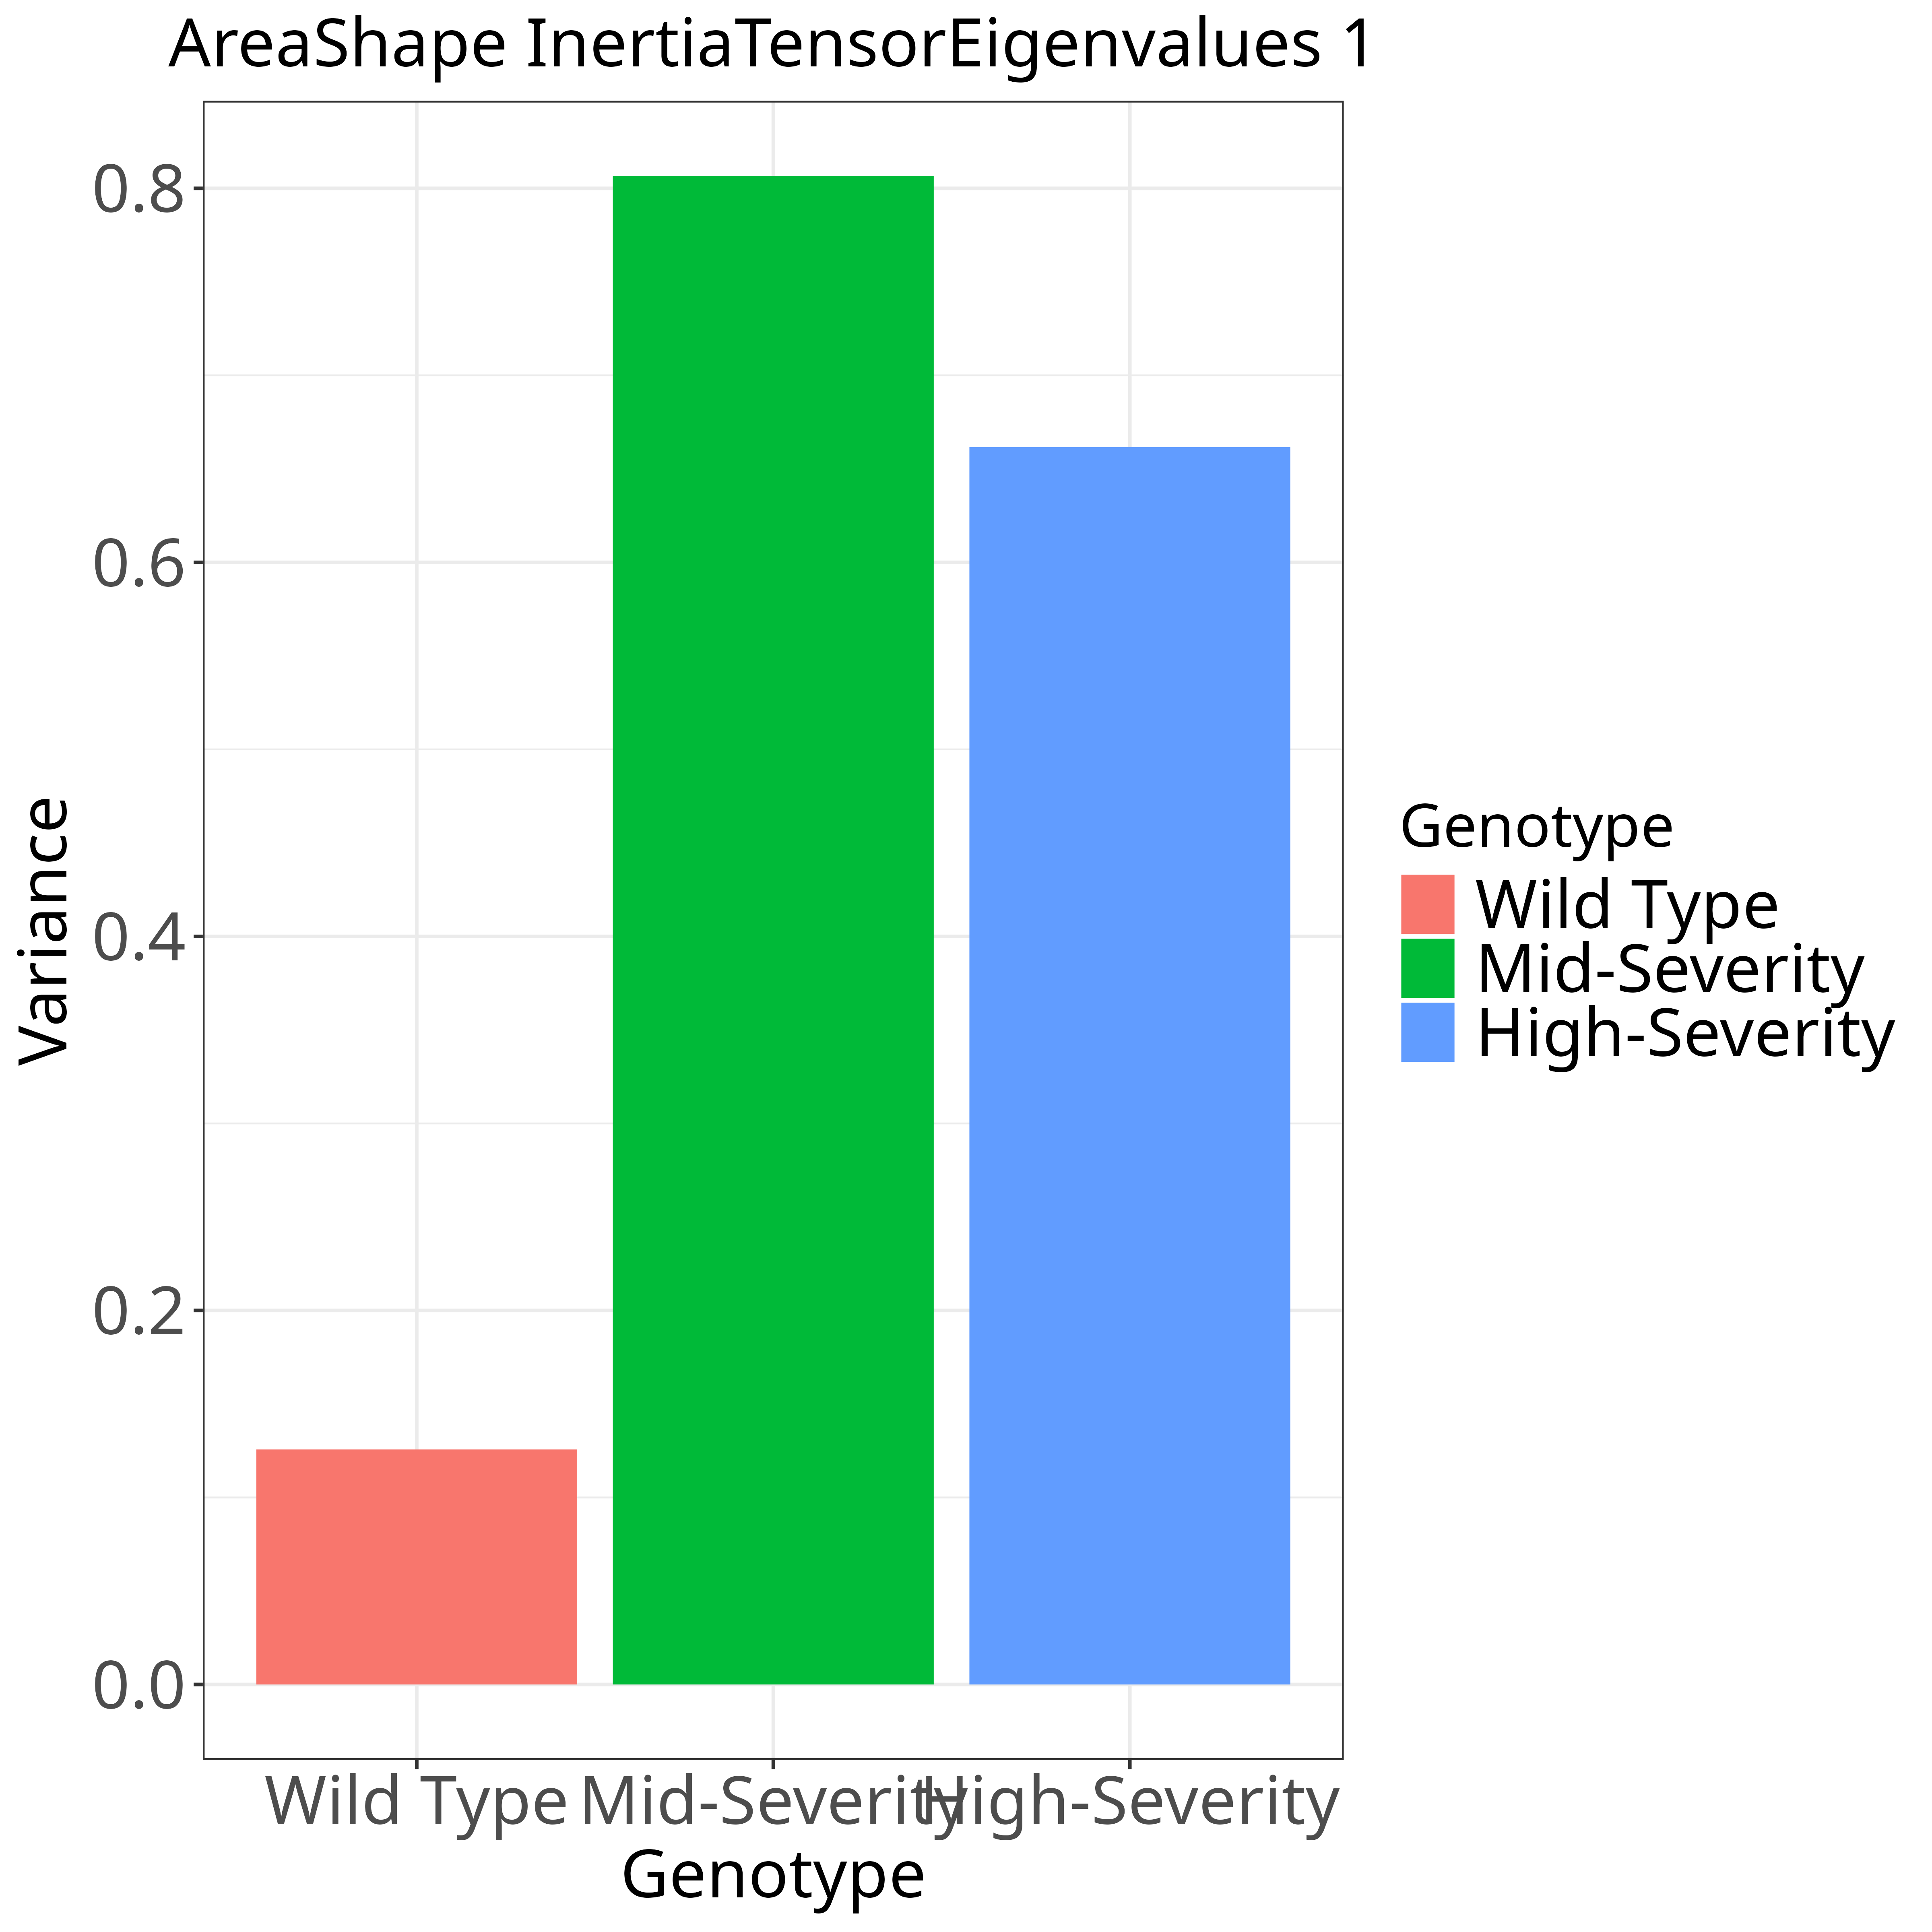 AreaShape InertiaTensorEigenvalues 1
Variance
0.8
0.6
0.4
0.2
0.0
Wild Type Mid-Severity High-Severity
Genotype
Genotype
Wild Type
Mid-Severity
High-Severity